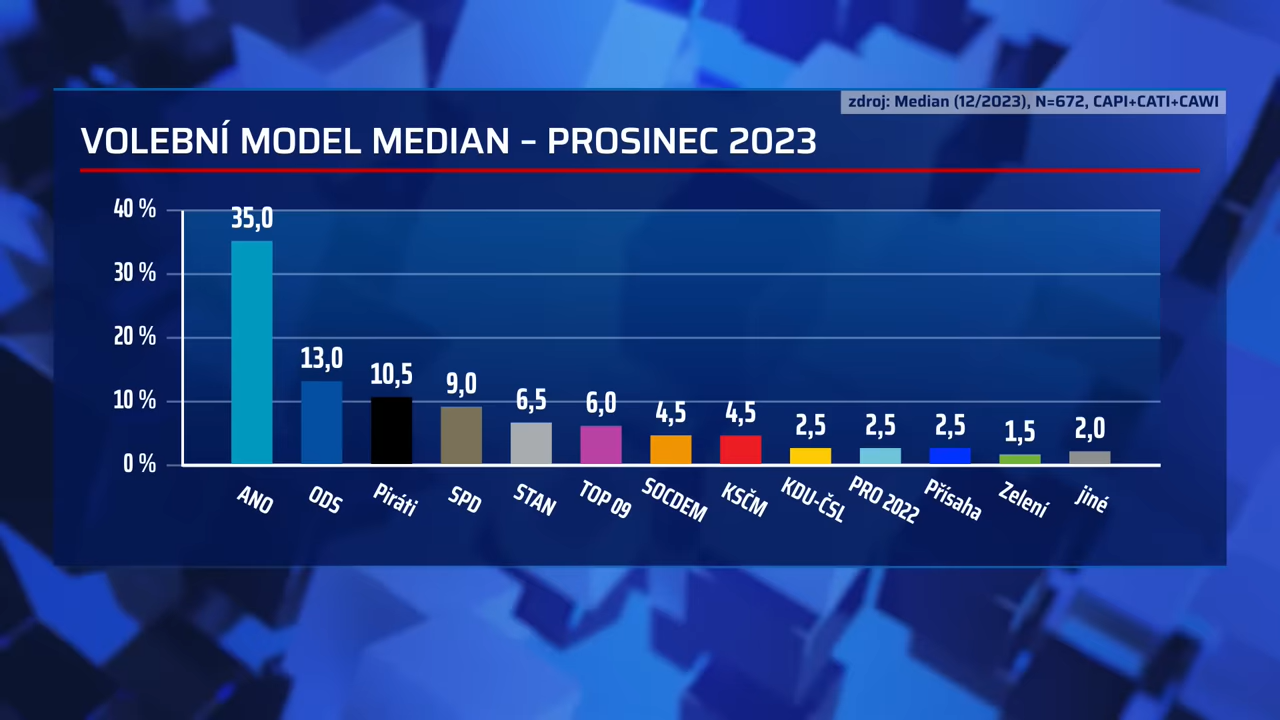 zdroj: Median (12/2023), N=672, CAPI+CATI+CAWI
VOLEBNÍ MODEL MEDIAN – PROSINEC 2023
40 %
30 %
20 %
10 %
0 %
35,0
13,0
10,5
9,0
6,5
6,0
4,5
4,5
2,5
2,5
2,5
1,5
2,0
ANO
ODS
Piráti
SPD
STAN
TOP 09
SOCDEM
KSČM
KDU-ČSL
PRO 2022
Přísaha
Zelení
jiné